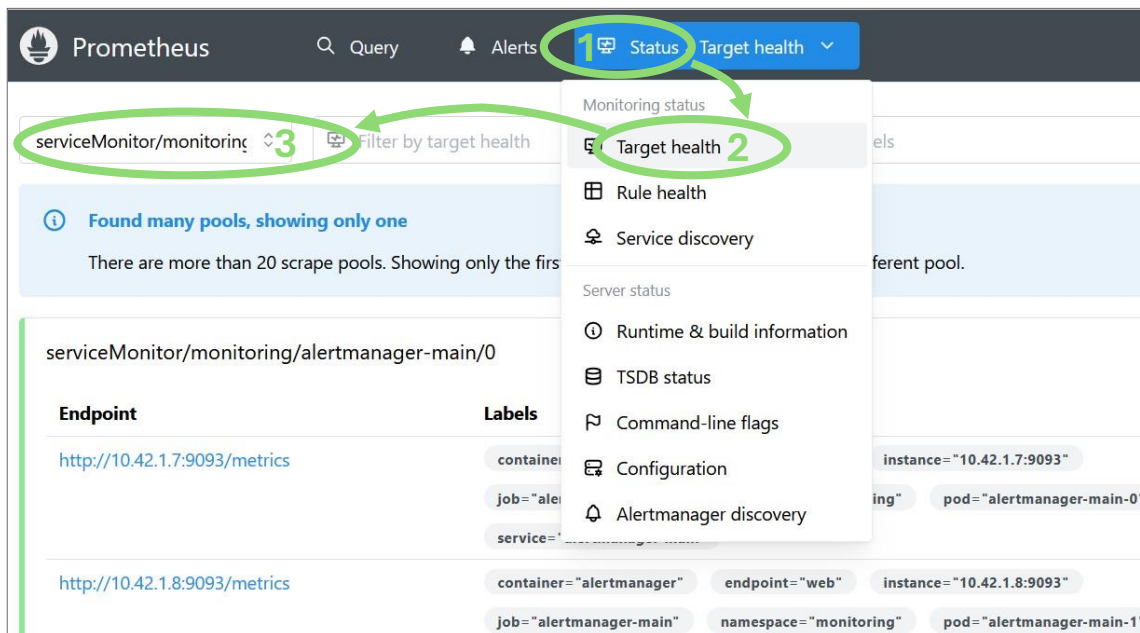 Prometheus Query Alerts 1 Status Target health
Monitoring status
serviceMonitor/monitoring 3 Filter by target health Target health 2 els
Rule health
Found many pools, showing only one
Service discovery
There are more than 20 scrape pools. Showing only the firs ferent pool.
Server status
Runtime & build information
serviceMonitor/monitoring/alertmanager-main/0
TSDB status
Endpoint Labels
Command-line flags
http://10.42.1.7:9093/metrics container instance="10.42.1.7:9093"
Configuration
job="ale ing" pod="alertmanager-main-0"
Alertmanager discovery
service="
http://10.42.1.8:9093/metrics container="alertmanager" endpoint="web" instance="10.42.1.8:9093"
job="alertmanager-main" namespace="monitoring" pod="alertmanager-main-1"